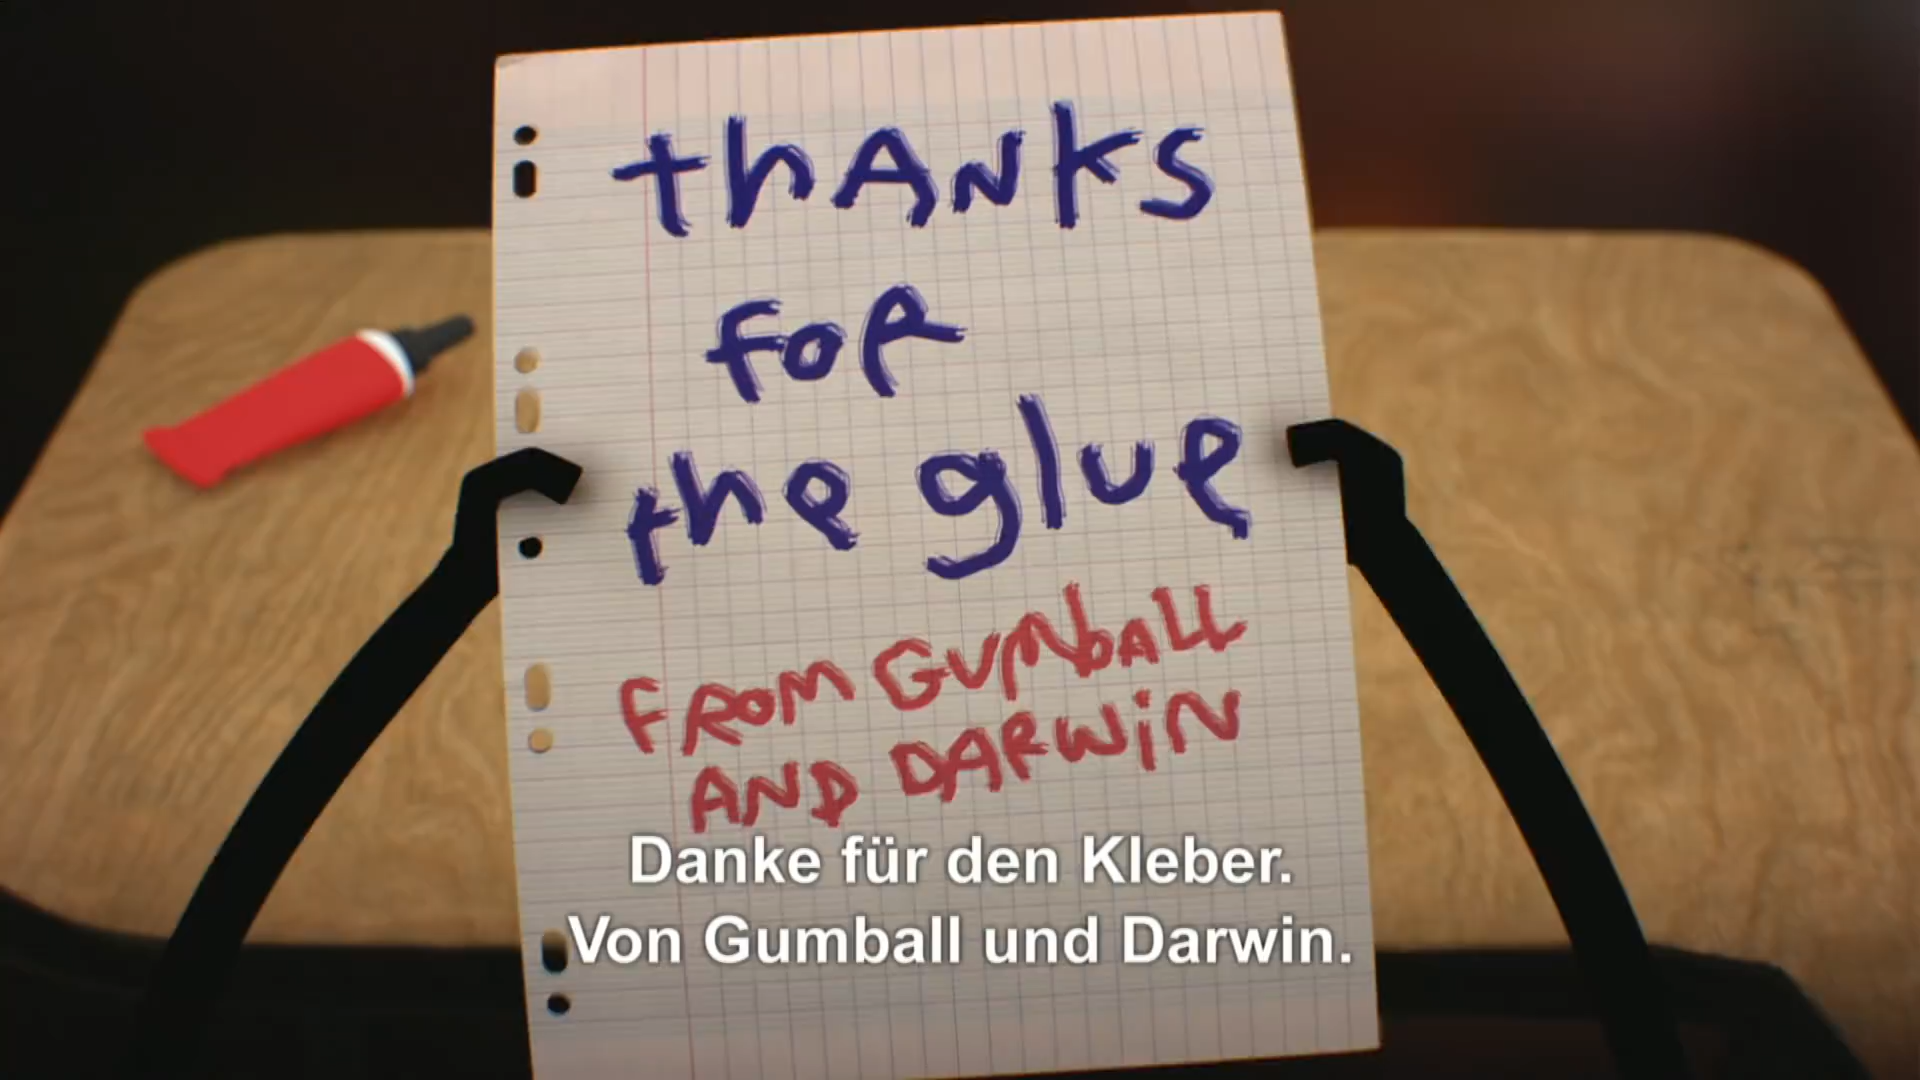 thANKS
foR
the glue
FROM GUMbALL
AND DARWiN
Danke für den Kleber.
Von Gumball und Darwin.